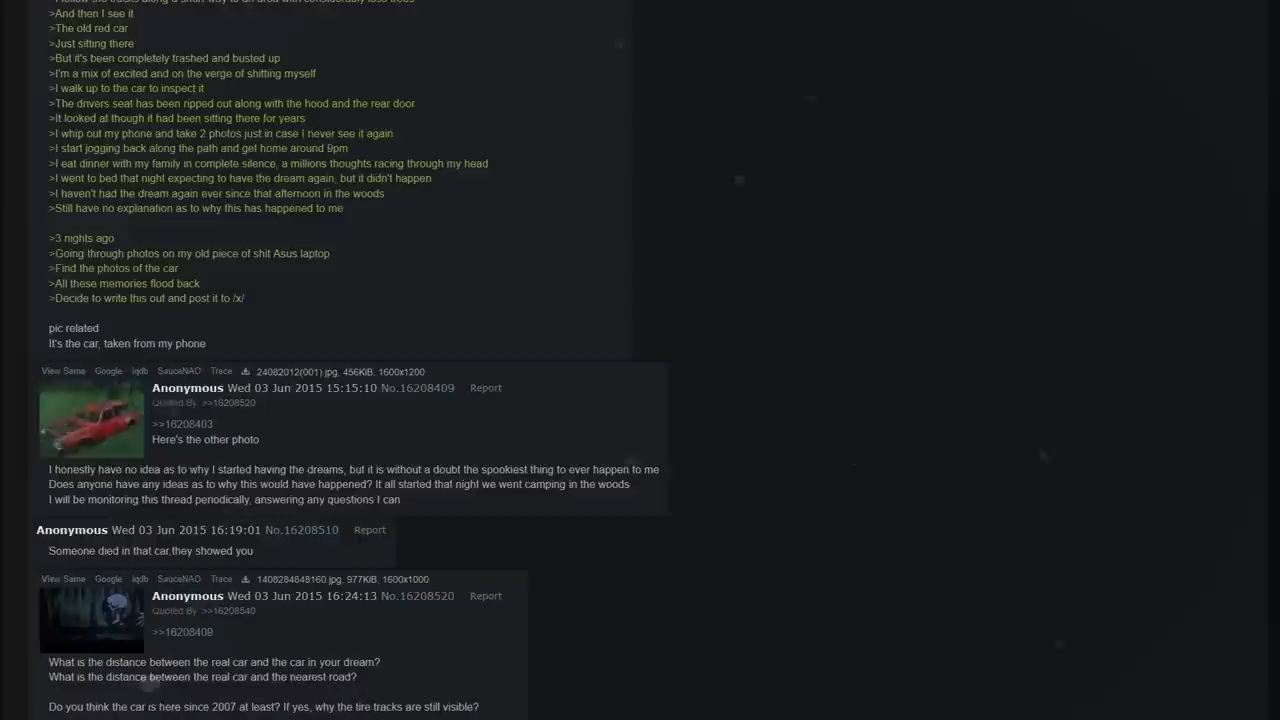 >And then I see it
>The old red car
>Just sitting there
>But it's been completely trashed and busted up
>I'm a mix of excited and on the verge of shitting myself
>I walk up to the car to inspect it
>The drivers seat has been ripped out along with the hood and the rear door
>It looked at though it had been sitting there for years
>I whip out my phone and take 2 photos just in case I never see it again
>I start jogging back along the path and get home around 9pm
>I eat dinner with my family in complete silence, a millions thoughts racing through my head
>I went to bed that night expecting to have the dream again, but it didn't happen
>I haven't had the dream again ever since that afternoon in the woods
>Still have no explanation as to why this has happened to me
>3 nights ago
>Going through photos on my old piece of shit Asus laptop
>Find the photos of the car
>All these memories flood back
>Decide to write this out and post it to /x/
pic related
It's the car, taken from my phone
View Same Google iqdb SauceNAO Trace 24082012(001).jpg, 456KiB, 1600x1200
Anonymous Wed 03 Jun 2015 15:15:10 No.16208409 Report
Quoted By >>16208520
>>16208403
Here's the other photo
I honestly have no idea as to why I started having the dreams, but it is without a doubt the spookiest thing to ever happen to me
Does anyone have any ideas as to why this would have happened? It all started that night we went camping in the woods
I will be monitoring this thread periodically, answering any questions I can
Anonymous Wed 03 Jun 2015 16:19:01 No.16208510 Report
Someone died in that car,they showed you
View Same Google iqdb SauceNAO Trace 1408284848160.jpg, 977KiB, 1600x1000
Anonymous Wed 03 Jun 2015 16:24:13 No.16208520 Report
Quoted By >>16208540
>>16208409
What is the distance between the real car and the car in your dream?
What is the distance between the real car and the nearest road?
Do you think the car is here since 2007 at least? If yes, why the tire tracks are still visible?